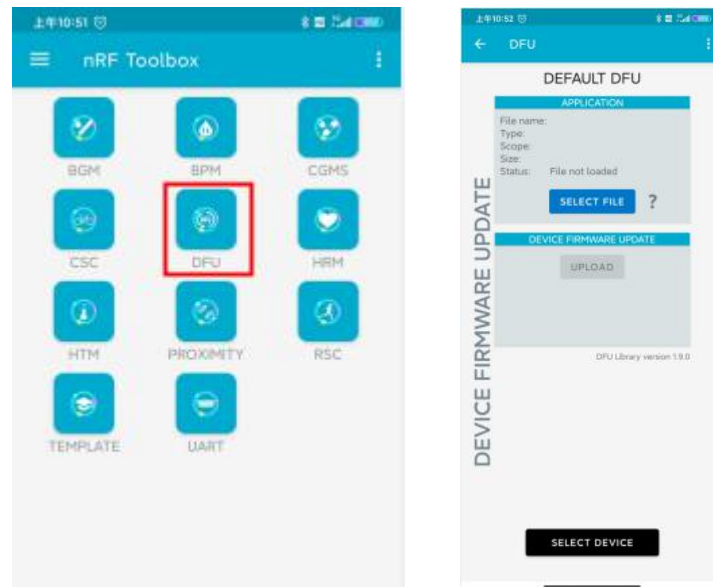 上午10:51
nRF Toolbox
BGM
BPM
CGMS
CSC
DFU
HRM
HTM
PROXIMITY
RSC
TEMPLATE
UART
上午10:52
DFU
DEFAULT DFU
APPLICATION
File name:
Type:
Scope:
Size:
Status: File not loaded
SELECT FILE ?
DEVICE FIRMWARE UPDATE
UPLOAD
DFU Library version 1.9.0
DEVICE FIRMWARE UPDATE
SELECT DEVICE